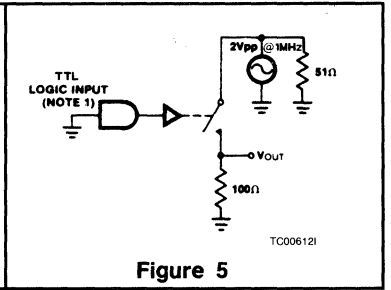 2Vpp @ 1MHz
51Ω
TTL
LOGIC INPUT
(NOTE 1)
VOUT
100Ω
TC00612I
Figure 5